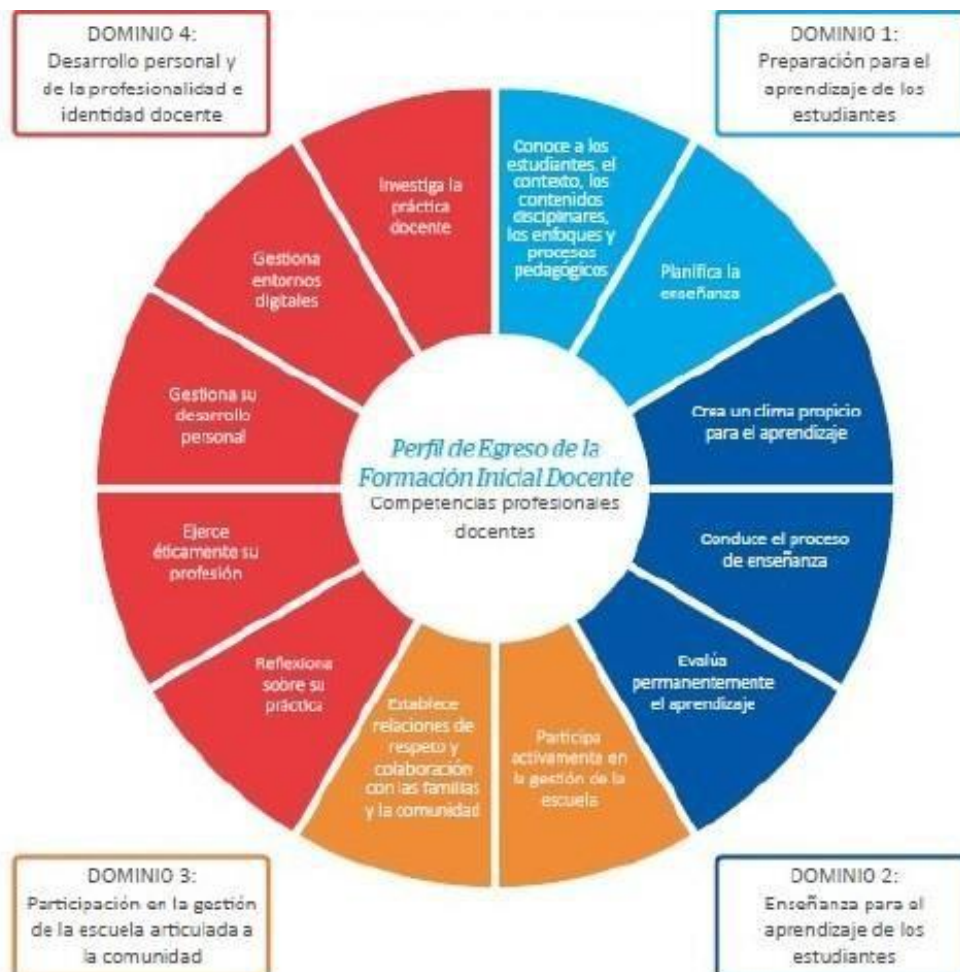 DOMINIO 4:
Desarrollo personal y
de la profesionalidad e
identidad docente
DOMINIO 1:
Preparación para el
aprendizaje de los
estudiantes
Conoce a los
estudiantes, el
contexto, los
contenidos
disciplinares,
los enfoques y
procesos
pedagógicos
Planifica la
enseñanza
Crea un clima propicio
para el aprendizaje
Conduce el proceso
de enseñanza
Evalúa
permanentemente
el aprendizaje
Participa
activamente en
la gestión de la
escuela
Establece
relaciones de
respeto y
colaboración
con las familias
y la comunidad
Reflexiona
sobre su
práctica
Ejerce
éticamente su
profesión
Gestiona su
desarrollo
personal
Gestiona
entornos
digitales
Investiga la
práctica
docente
Perfil de Egreso de la
Formación Inicial Docente
Competencias profesionales
docentes
DOMINIO 3:
Participación en la gestión
de la escuela articulada a
la comunidad
DOMINIO 2:
Enseñanza para el
aprendizaje de los
estudiantes